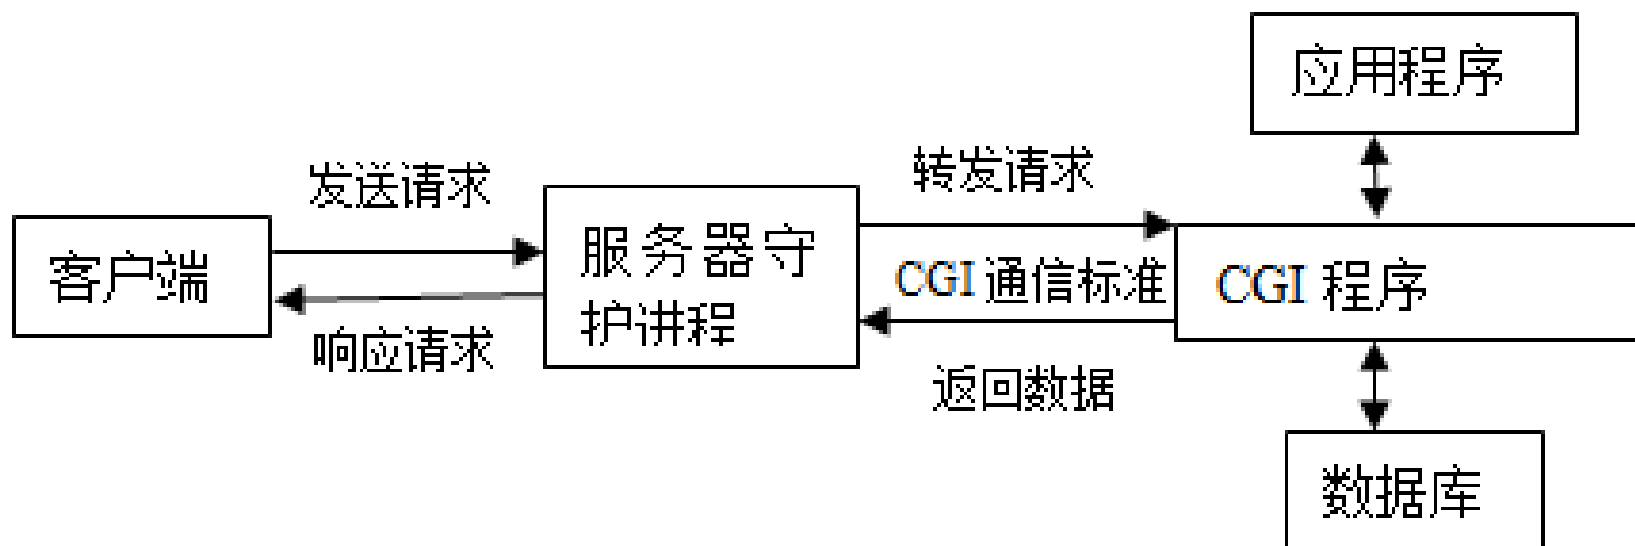 应用程序
发送请求
转发请求
客户端
服务器守
护进程
CGI 通信标准
CGI 程序
响应请求
返回数据
数据库